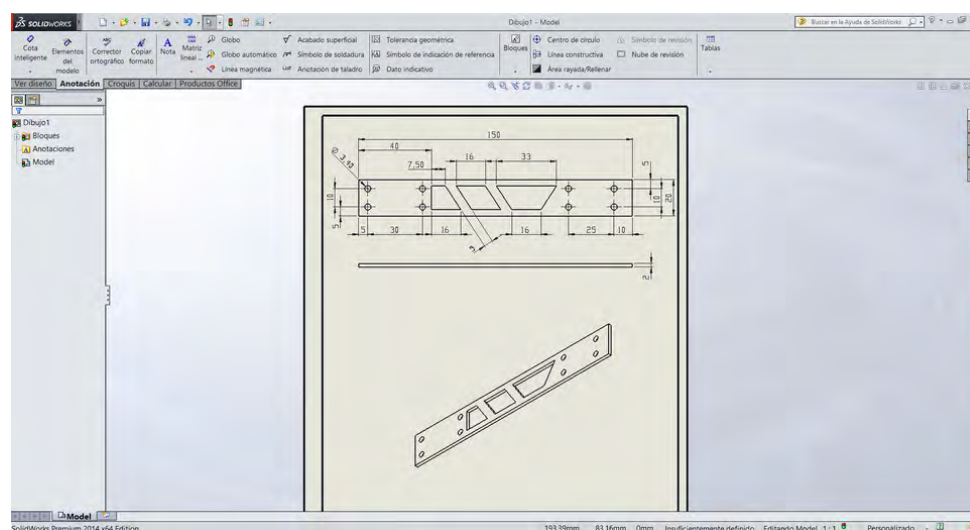 SOLIDWORKS
Dibujo1 - Model
Buscar en la Ayuda de SolidWorks
Cota inteligente
Elementos del modelo
Corrector ortográfico
Copiar formato
Nota
Matriz lineal ...
Globo
Globo automático
Línea magnética
Acabado superficial
Símbolo de soldadura
Anotación de taladro
Tolerancia geométrica
Símbolo de indicación de referencia
Dato indicativo
Bloques
Centro de círculo
Línea constructiva
Área rayada/Rellenar
Símbolo de revisión
Nube de revisión
Tablas
Ver diseño
Anotación
Croquis
Calcular
Productos Office
Dibujo1
Bloques
Anotaciones
Model
150
40
Ø 3,90
7,50
16
33
5
10
5
10
20
5
30
16
3
16
25
10
2
Model
SolidWorks Premium 2014 x64 Edition
193.39mm 83.16mm 0mm Insuficientemente definido Editando Model 1 : 1 Personalizado